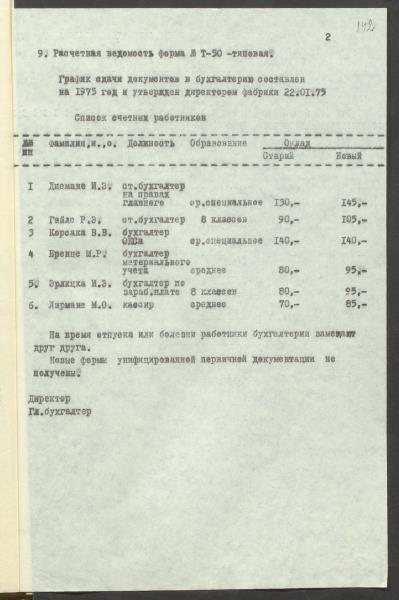 142
2
9. Расчетная ведомость форма № Т-50 -типовая.
График сдачи документов в бухгалтерию составлен
на 1975 год и утвержден директором фабрики 22.01.75
Список счетных работников
№№ Фамилия,и.,о. Должность Образование Оклад
пп Старый Новый
1 Дисмане И.Э. ст.бухгалтер
на правах
главного ср.специальное 130,- 145,-
2 Гайле Р.Э. ст.бухгалтер 8 классов 90,- 105,-
3 Корсака В.В. бухгалтер
ОКСа ср.специальное 140,- 140,-
4 Бренце М.Р. бухгалтер
материального
учета среднее 80,- 95,-
5. Эрлицка И.З. бухгалтер по
зараб.плате 8 классов 80,- 95,-
6. Лирмане М.О. кассир среднее 70,- 85,-
На время отпуска или болезни работники бухгалтерии заменяют
друг друга.
Новые формы унифицированной первичной документации не
получены.
Директор
Гл.бухгалтер